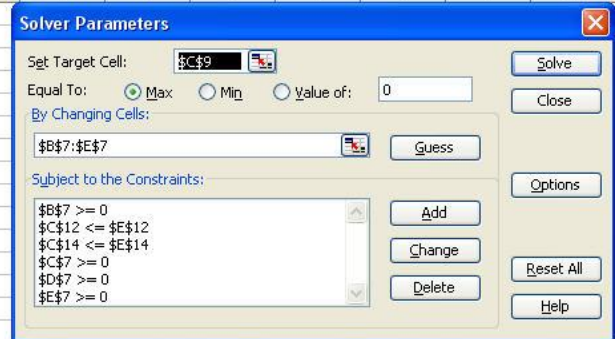 Solver Parameters
Set Target Cell: $C$9 Solve
Equal To: Max Min Value of: 0 Close
By Changing Cells:
$B$7:$E$7 Guess
Subject to the Constraints: Options
$B$7 >= 0 Add
$C$12 <= $E$12
$C$14 <= $E$14 Change
$C$7 >= 0 Reset All
$D$7 >= 0 Delete
$E$7 >= 0 Help